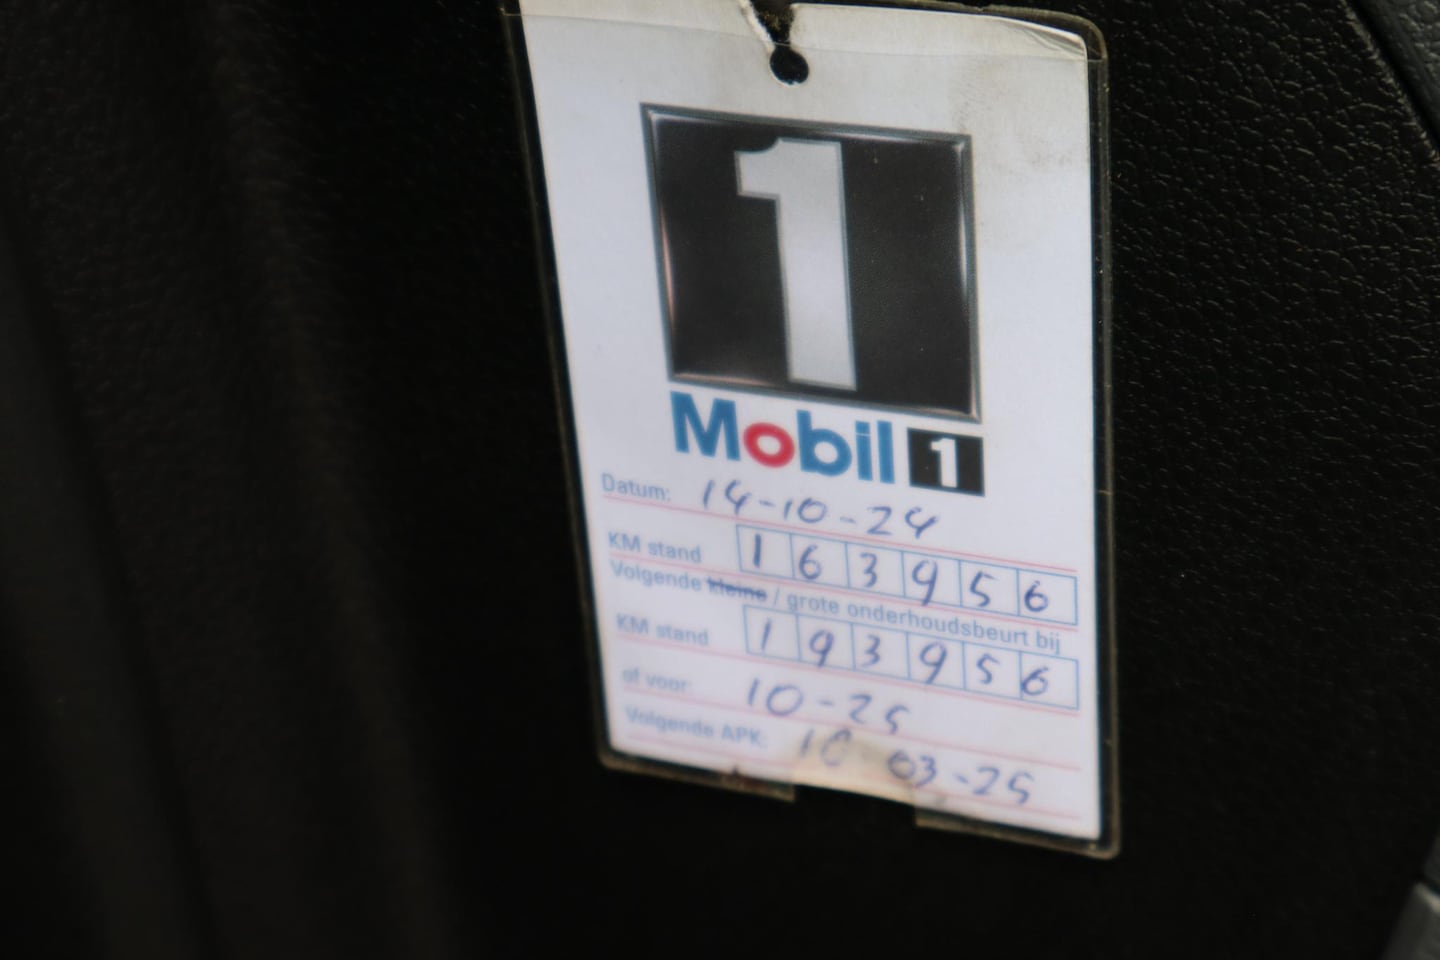 1
Mobil 1
Datum: 14-10-24
KM stand 163956
Volgende kleine / grote onderhoudsbeurt bij
KM stand 193956
of voor: 10-25
Volgende APK: 10-03-25